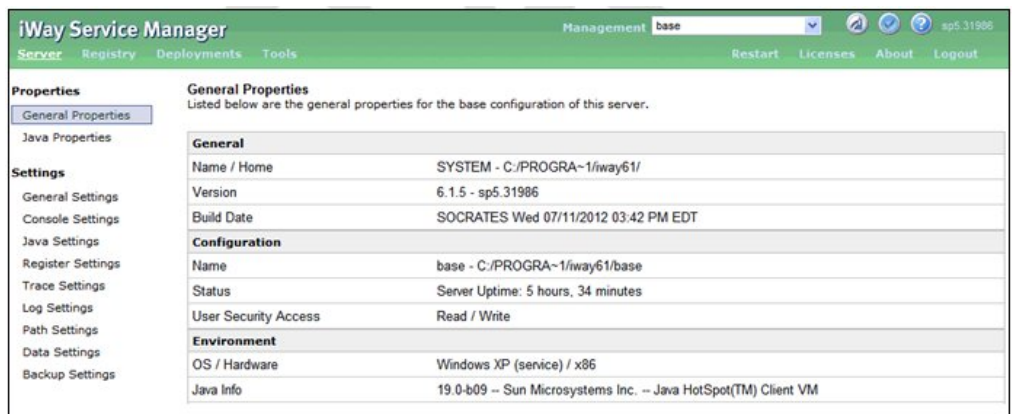 iWay Service Manager
Management base sp5.31986
Server Registry Deployments Tools Restart Licenses About Logout
Properties
General Properties
Java Properties
Settings
General Settings
Console Settings
Java Settings
Register Settings
Trace Settings
Log Settings
Path Settings
Data Settings
Backup Settings
General Properties
Listed below are the general properties for the base configuration of this server.
General
Name / Home SYSTEM - C:/PROGRA~1/iway61/
Version 6.1.5 - sp5.31986
Build Date SOCRATES Wed 07/11/2012 03:42 PM EDT
Configuration
Name base - C:/PROGRA~1/iway61/base
Status Server Uptime: 5 hours, 34 minutes
User Security Access Read / Write
Environment
OS / Hardware Windows XP (service) / x86
Java Info 19.0-b09 -- Sun Microsystems Inc. -- Java HotSpot(TM) Client VM